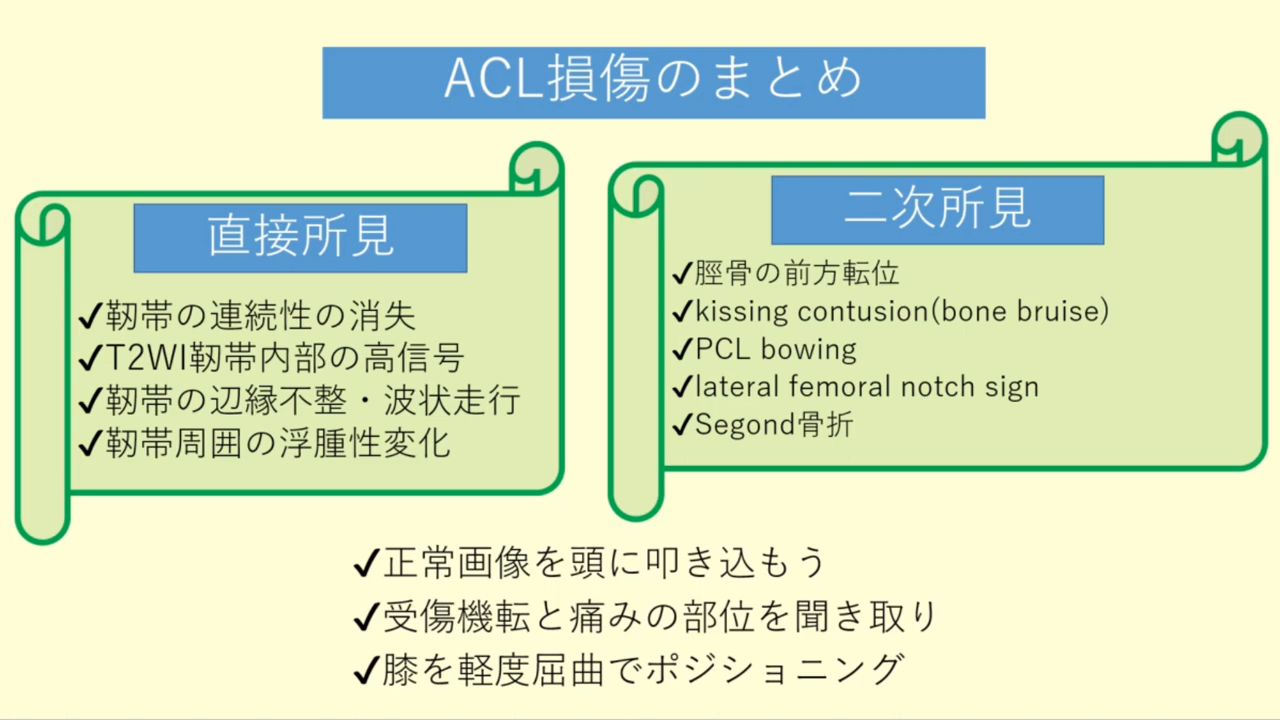 ACL損傷のまとめ
直接所見
✓靭帯の連続性の消失
✓T2WI靭帯内部の高信号
✓靭帯の辺縁不整・波状走行
✓靭帯周囲の浮腫性変化
二次所見
✓脛骨の前方転位
✓kissing contusion(bone bruise)
✓PCL bowing
✓lateral femoral notch sign
✓Segond骨折
✓正常画像を頭に叩き込もう
✓受傷機転と痛みの部位を聞き取り
✓膝を軽度屈曲でポジショニング